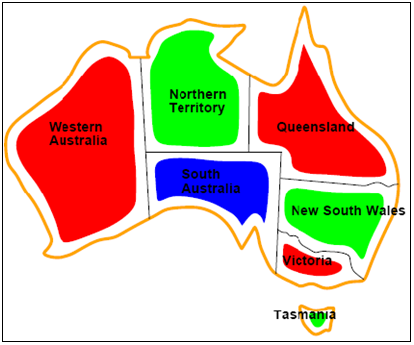 Northern
Territory
Western
Australia
Queensland
South
Australia
New South Wales
Victoria
Tasmania